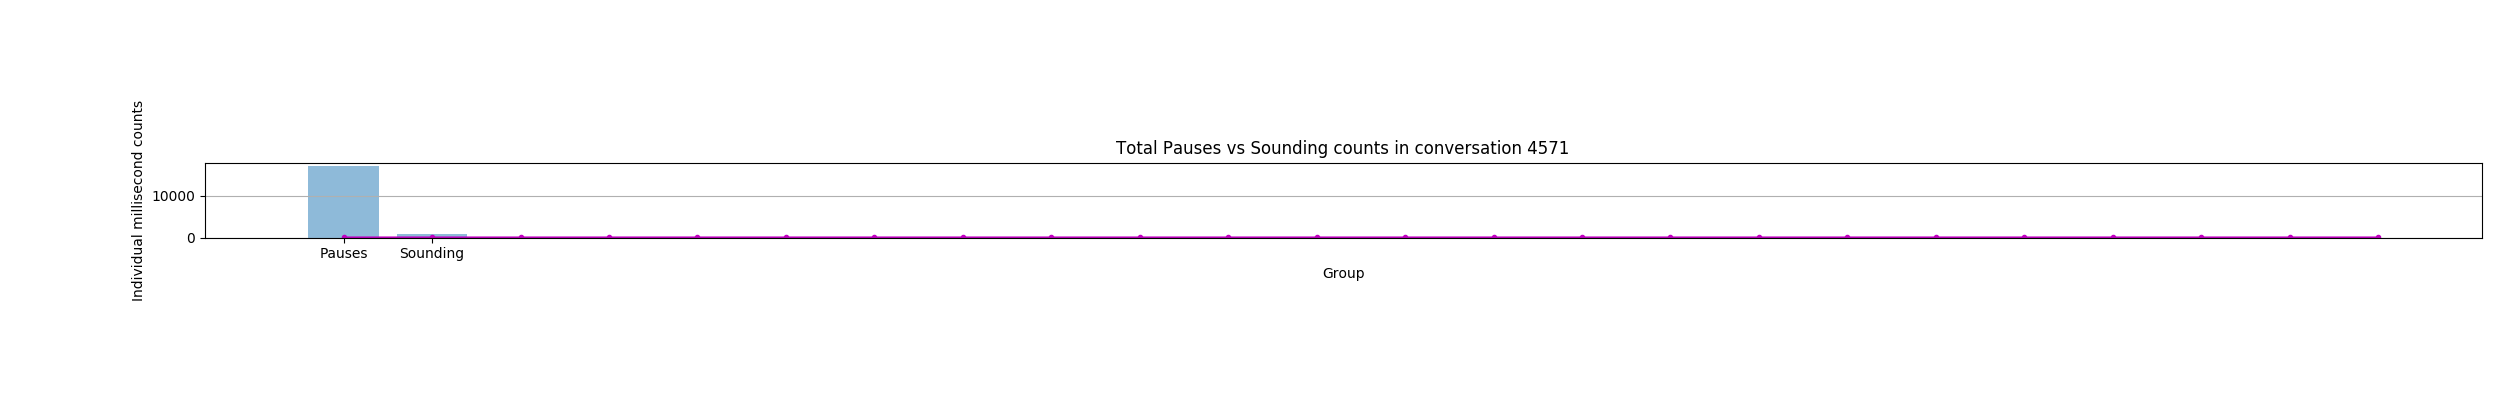 Total Pauses vs Sounding counts in conversation 4571
Individual millisecond counts
10000
0
Pauses Sounding
Group